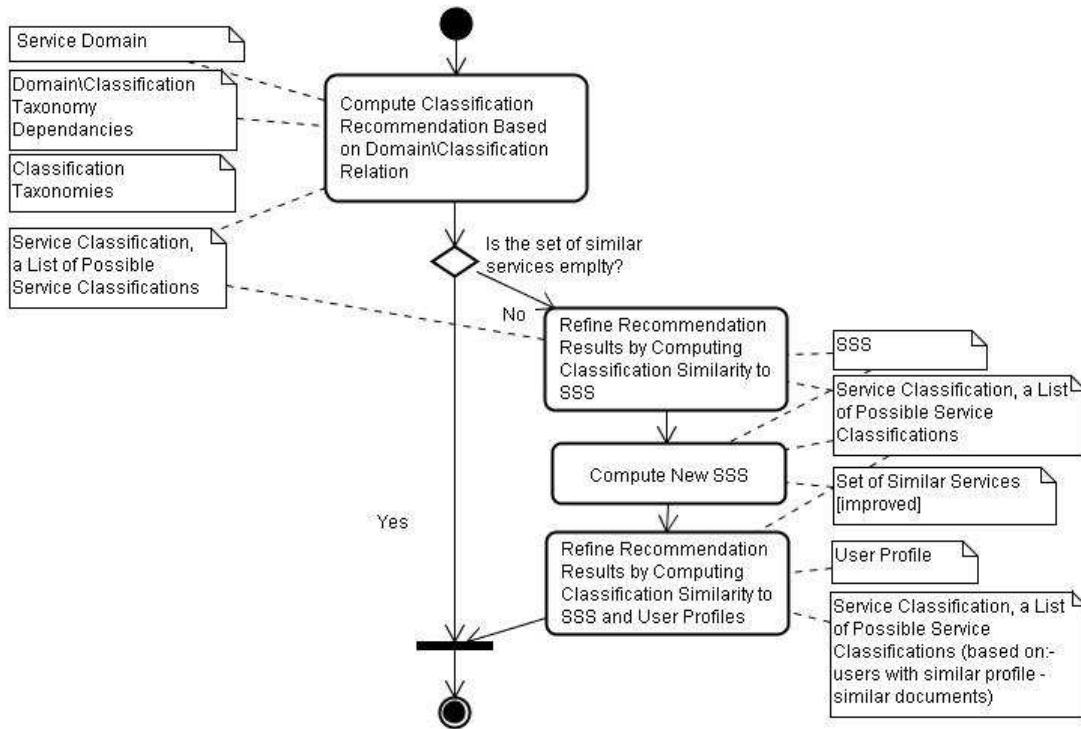 Service Domain
Domain\Classification
Taxonomy
Dependancies
Classification
Taxonomies
Service Classification,
a List of Possible
Service Classifications
Compute Classification
Recommendation Based
on Domain\Classification
Relation
Is the set of similar
services emplty?
No
Yes
Refine Recommendation
Results by Computing
Classification Similarity to
SSS
Compute New SSS
Refine Recommendation
Results by Computing
Classification Similarity to
SSS and User Profiles
SSS
Service Classification, a List
of Possible Service
Classifications
Set of Similar Services
[improved]
User Profile
Service Classification, a List
of Possible Service
Classifications (based on:-
users with similar profile -
similar documents)